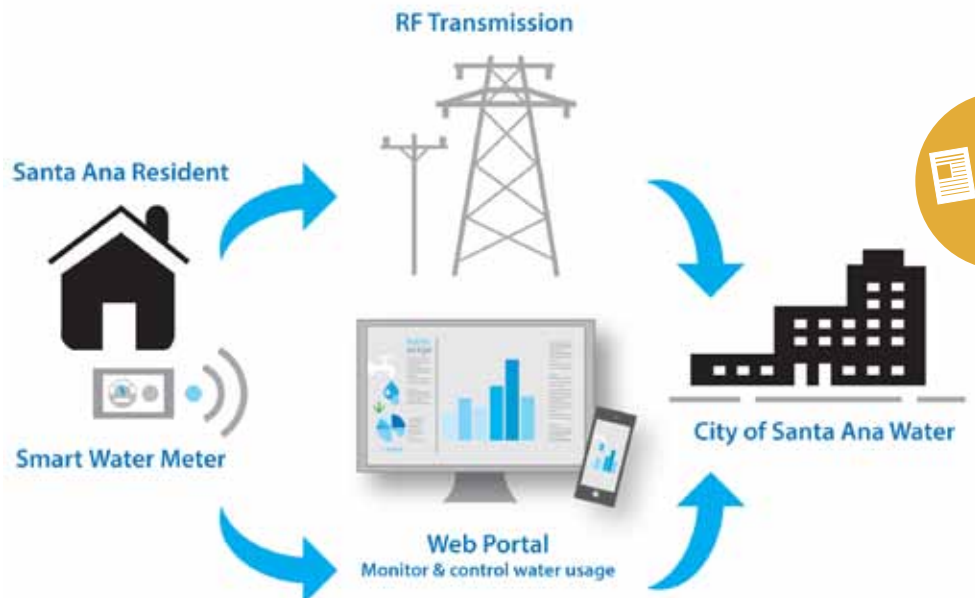 RF Transmission
Santa Ana Resident
Smart Water Meter
City of Santa Ana Water
Web Portal
Monitor & control water usage